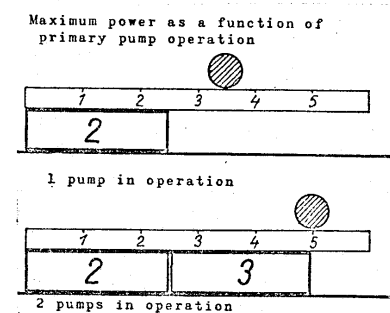 Maximum power as a function of
primary pump operation
1 2 3 4 5
2
1 pump in operation
1 2 3 4 5
2 3
2 pumps in operation